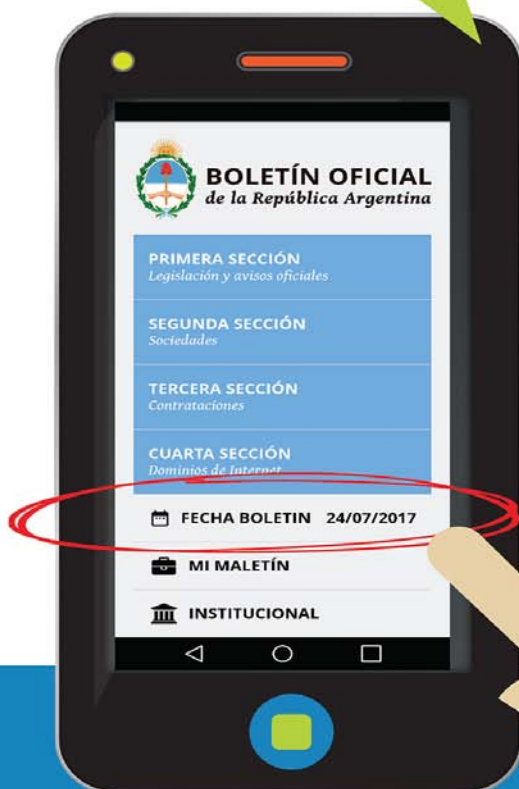 BOLETÍN OFICIAL
de la República Argentina
PRIMERA SECCIÓN
Legislación y avisos oficiales
SEGUNDA SECCIÓN
Sociedades
TERCERA SECCIÓN
Contrataciones
CUARTA SECCIÓN
Dominios de Internet
FECHA BOLETIN 24/07/2017
MI MALETÍN
INSTITUCIONAL